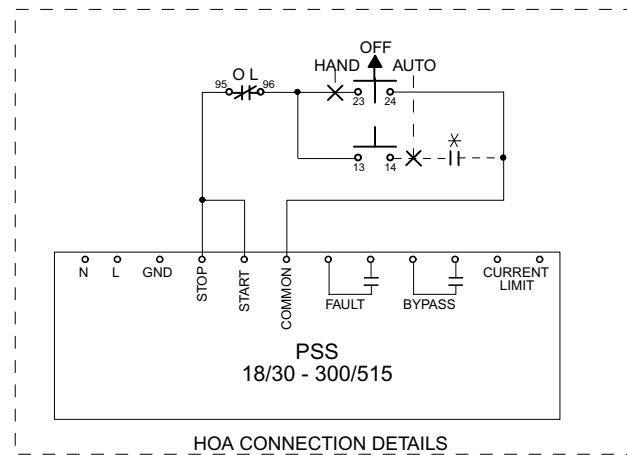 OFF
HAND AUTO
O L
95 96
23 24
13 14
N L GND STOP START COMMON FAULT BYPASS CURRENT
LIMIT
PSS
18/30 - 300/515
HOA CONNECTION DETAILS